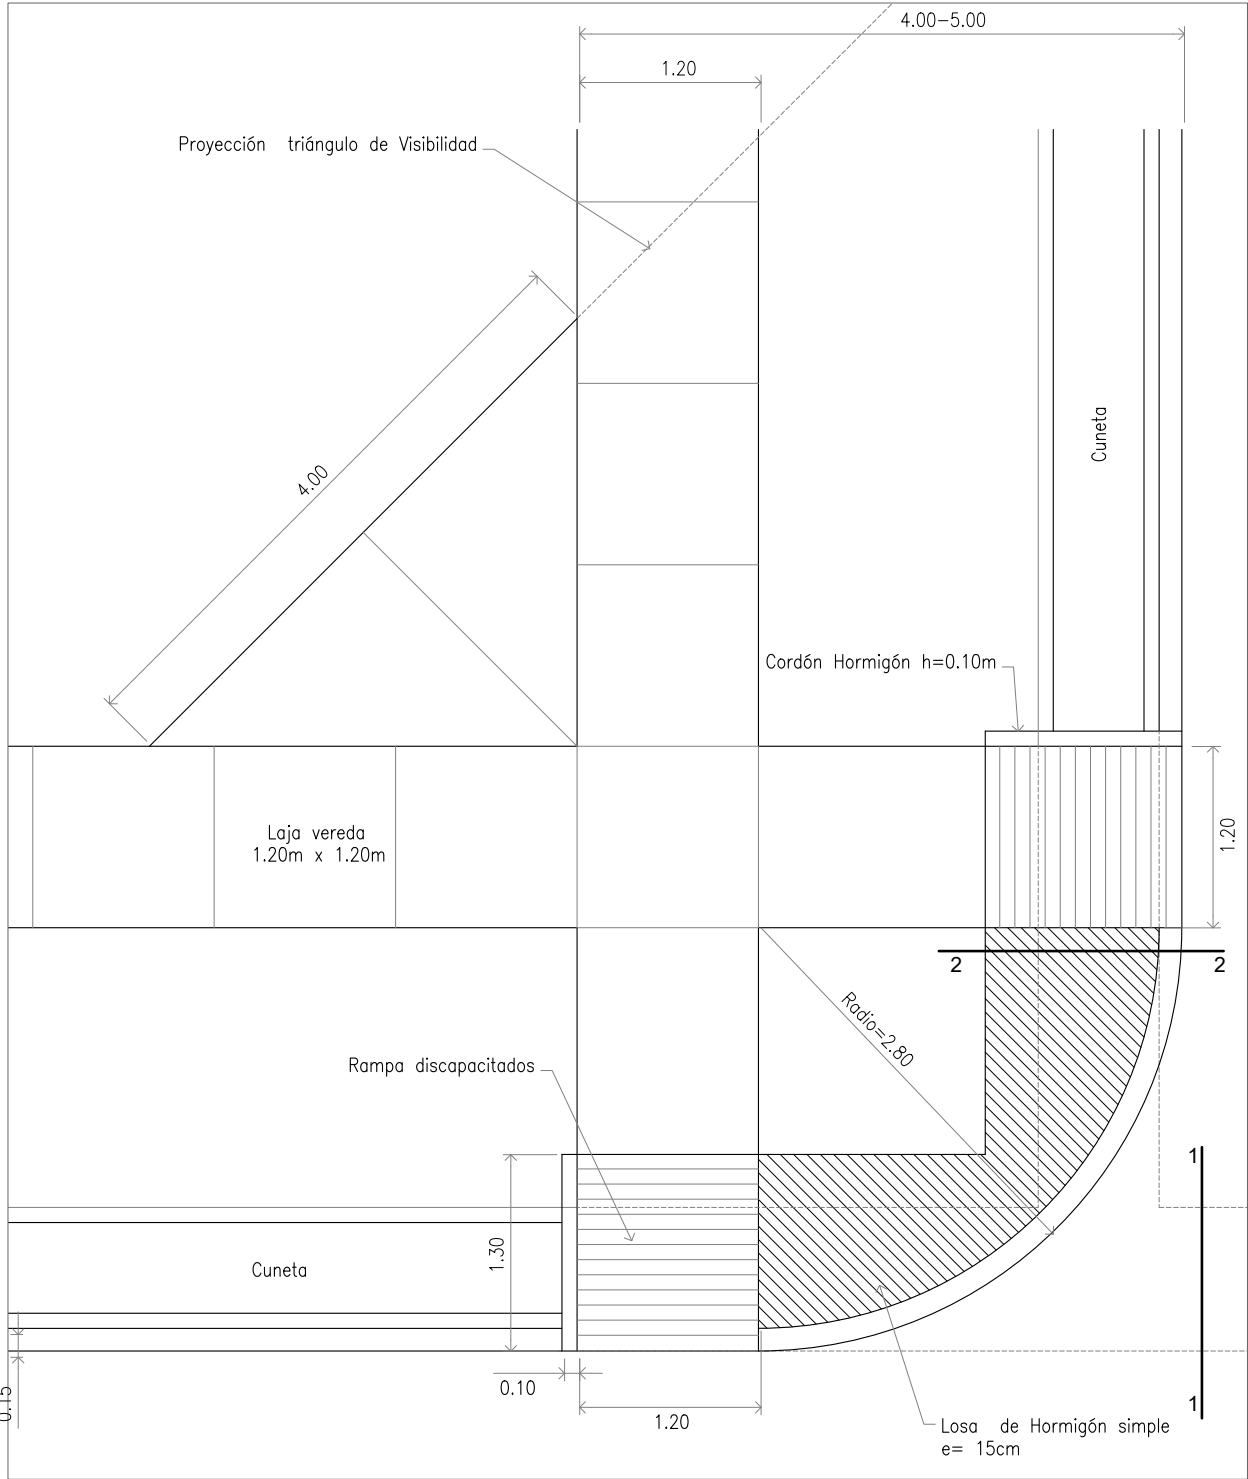 4.00-5.00
1.20
Proyección triángulo de Visibilidad
4.00
Cuneta
Cordón Hormigón h=0.10m
Laja vereda
1.20m x 1.20m
1.20
2
2
Radio=2.80
Rampa discapacitados
1
1.30
Cuneta
0.15
0.10
1.20
1
Losa de Hormigón simple
e= 15cm